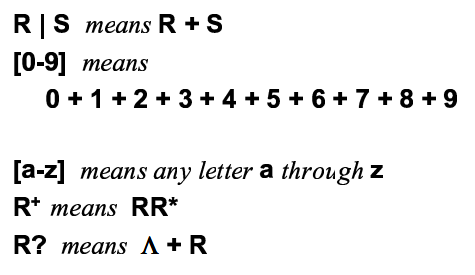 R | S means R + S
[0-9] means
0 + 1 + 2 + 3 + 4 + 5 + 6 + 7 + 8 + 9
[a-z] means any letter a through z
R⁺ means RR*
R? means Λ + R